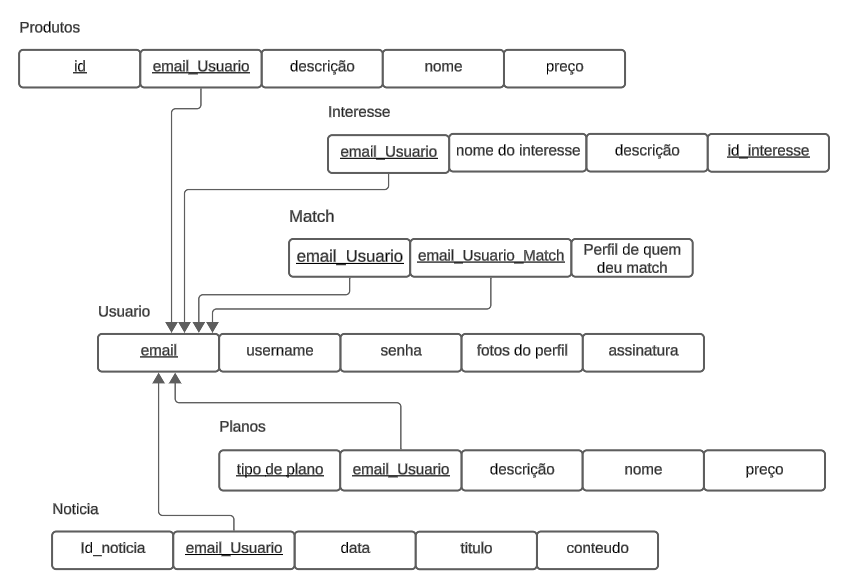 Produtos
id email_Usuario descrição nome preço
Interesse
email_Usuario nome do interesse descrição id_interesse
Match
email_Usuario email_Usuario_Match Perfil de quem
deu match
Usuario
email username senha fotos do perfil assinatura
Planos
tipo de plano email_Usuario descrição nome preço
Noticia
Id_noticia email_Usuario data titulo conteudo